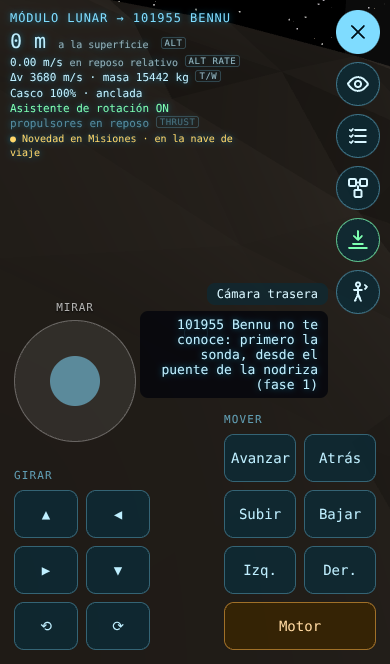 MÓDULO LUNAR → 101955 BENNU
0 m a la superficie ALT
0.00 m/s en reposo relativo ALT RATE
Δv 3680 m/s · masa 15442 kg T/W
Casco 100% · anclada
Asistente de rotación ON
propulsores en reposo THRUST
● Novedad en Misiones · en la nave de
viaje
Cámara trasera
MIRAR
101955 Bennu no te
conoce: primero la
sonda, desde el
puente de la nodriza
(fase 1)
MOVER
Avanzar Atrás
GIRAR
▲ ◄ Subir Bajar
► ▼ Izq. Der.
⟲ ⟳ Motor